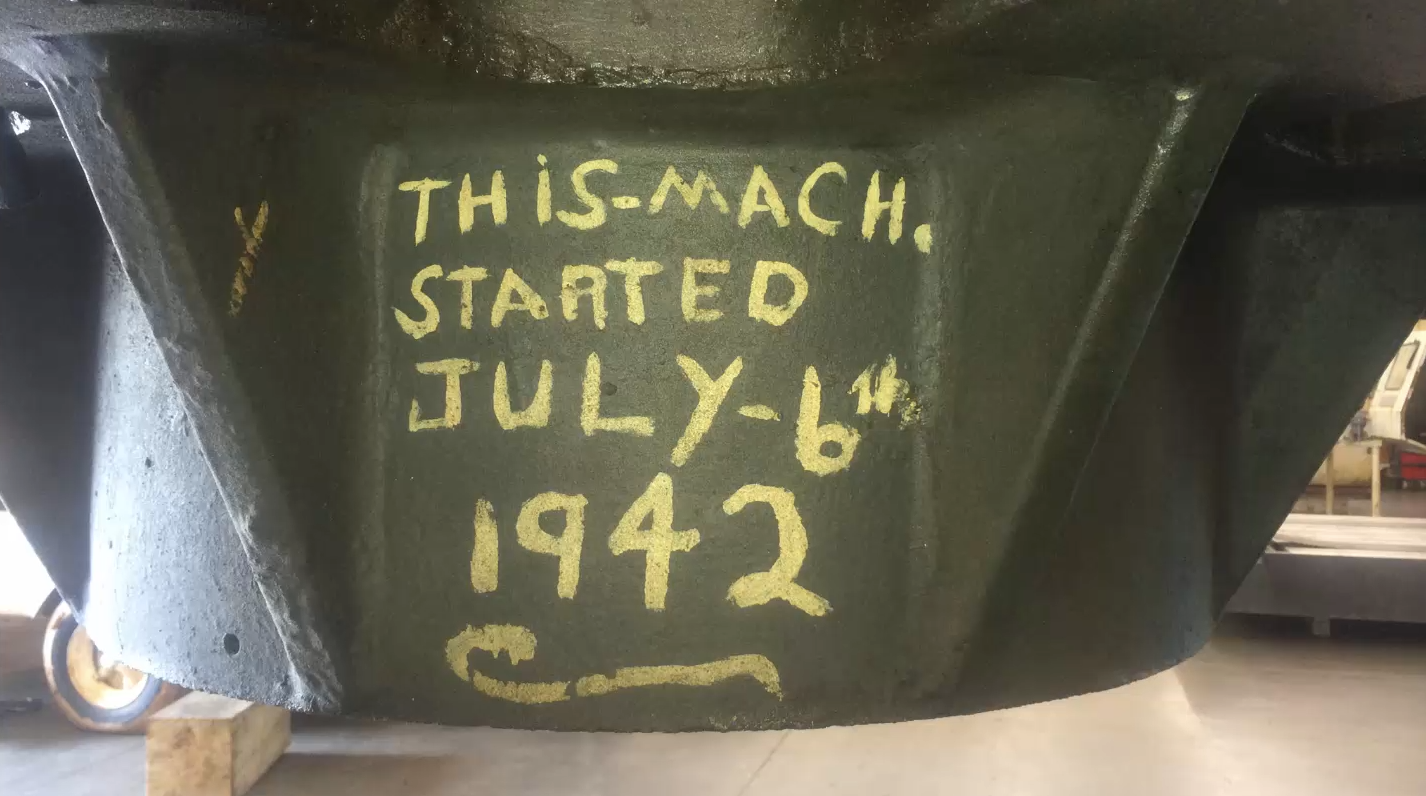 THiS-MACH.
STARTED
JULY-6th
1942